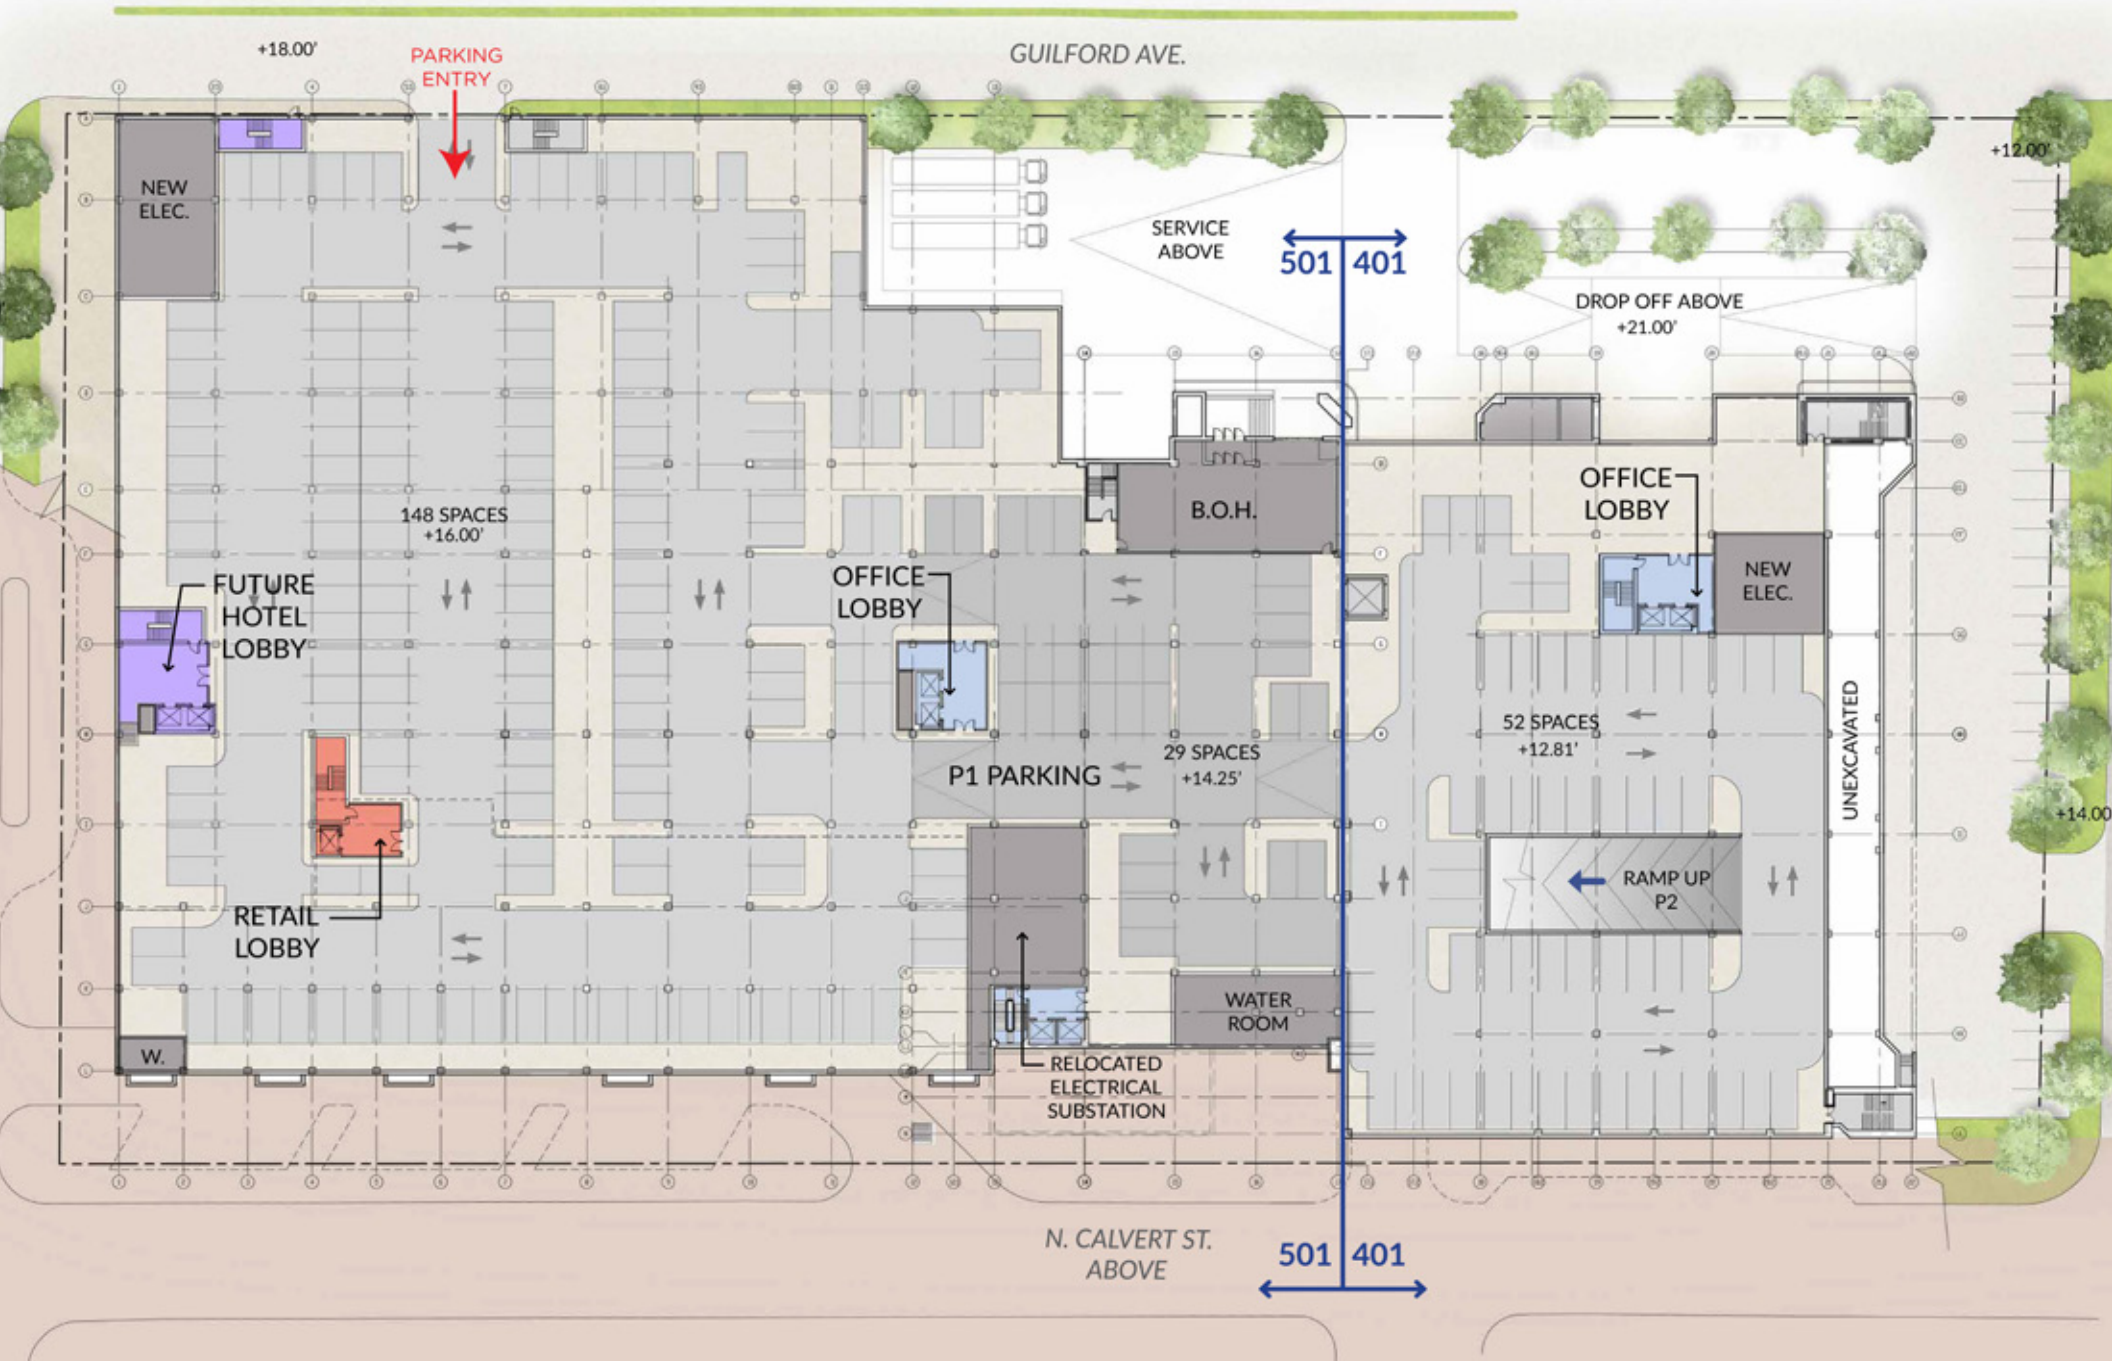 +18.00'
PARKING
ENTRY
GUILFORD AVE.
+12.00'
NEW
ELEC.
SERVICE
ABOVE
501 401
DROP OFF ABOVE
+21.00'
148 SPACES
+16.00'
B.O.H.
OFFICE
LOBBY
FUTURE
HOTEL
LOBBY
OFFICE
LOBBY
NEW
ELEC.
UNEXCAVATED
52 SPACES
+12.81'
29 SPACES
+14.25'
P1 PARKING
+14.00
RAMP UP
P2
RETAIL
LOBBY
WATER
ROOM
W.
RELOCATED
ELECTRICAL
SUBSTATION
N. CALVERT ST.
ABOVE
501 401